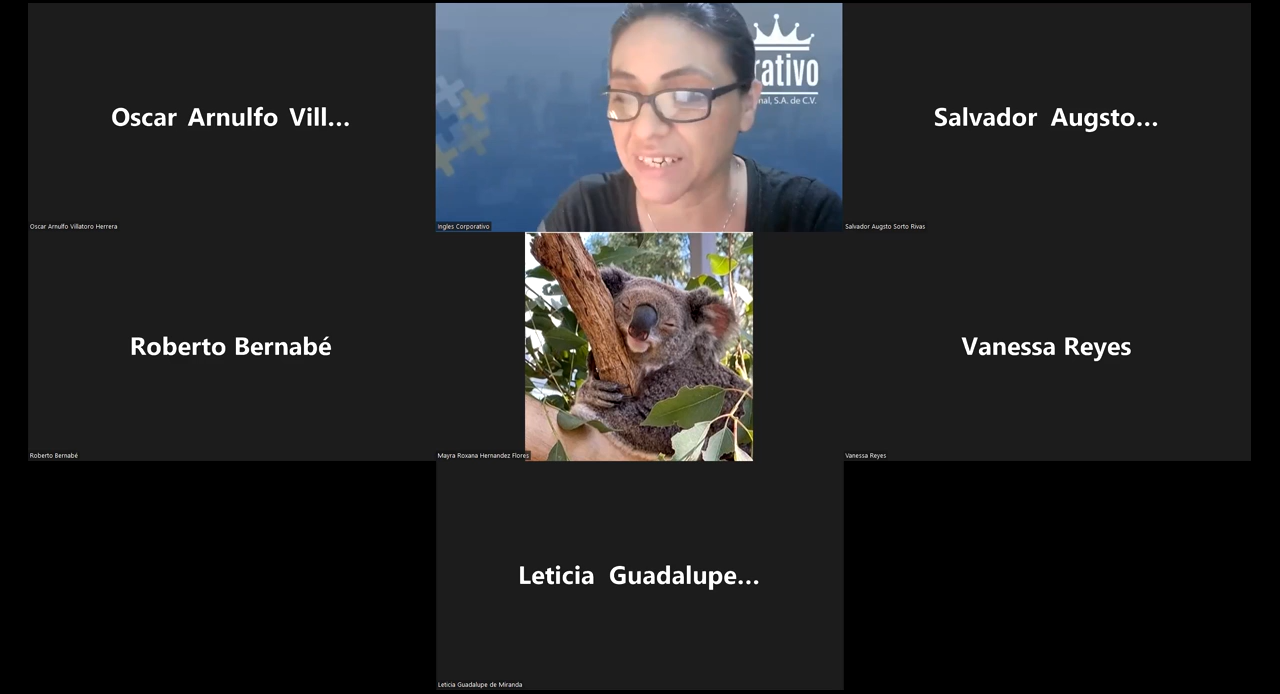 Oscar Arnulfo Vill...
Oscar Arnulfo Villatoro Herrera
rativo
nal, S.A. de C.V.
Ingles Corporativo
Salvador Augsto...
Salvador Augsto Sorto Rivas
Roberto Bernabé
Roberto Bernabé
Mayra Roxana Hernandez Flores
Vanessa Reyes
Vanessa Reyes
Leticia Guadalupe...
Leticia Guadalupe de Miranda